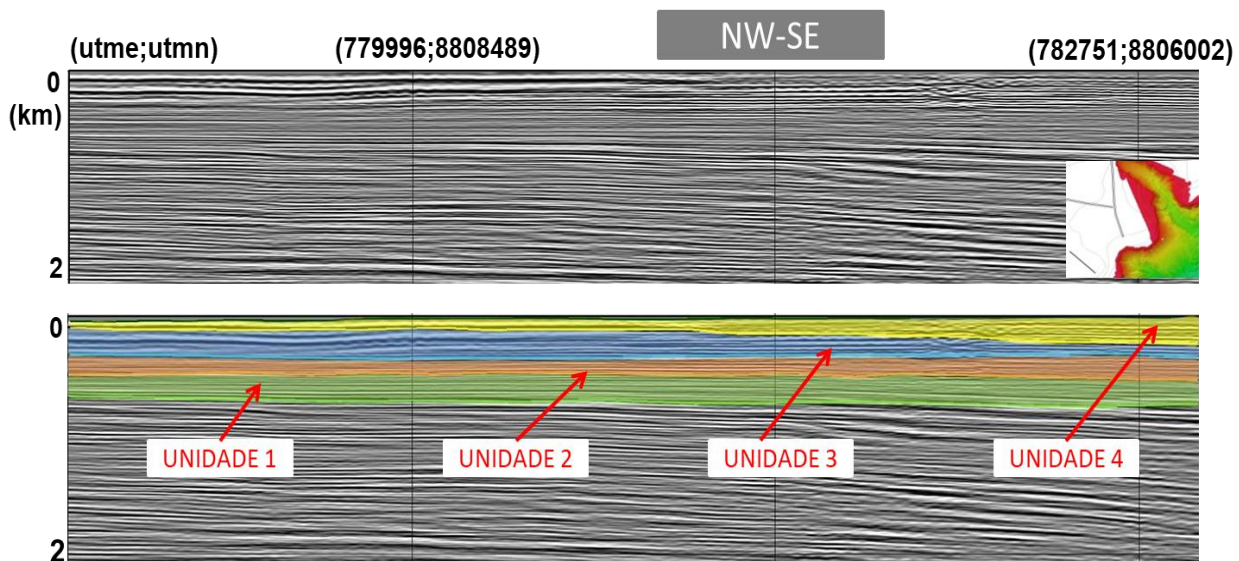 NW-SE
(utme;utmn) (779996;8808489) (782751;8806002)
0
(km)
2
0
UNIDADE 1 UNIDADE 2 UNIDADE 3 UNIDADE 4
2